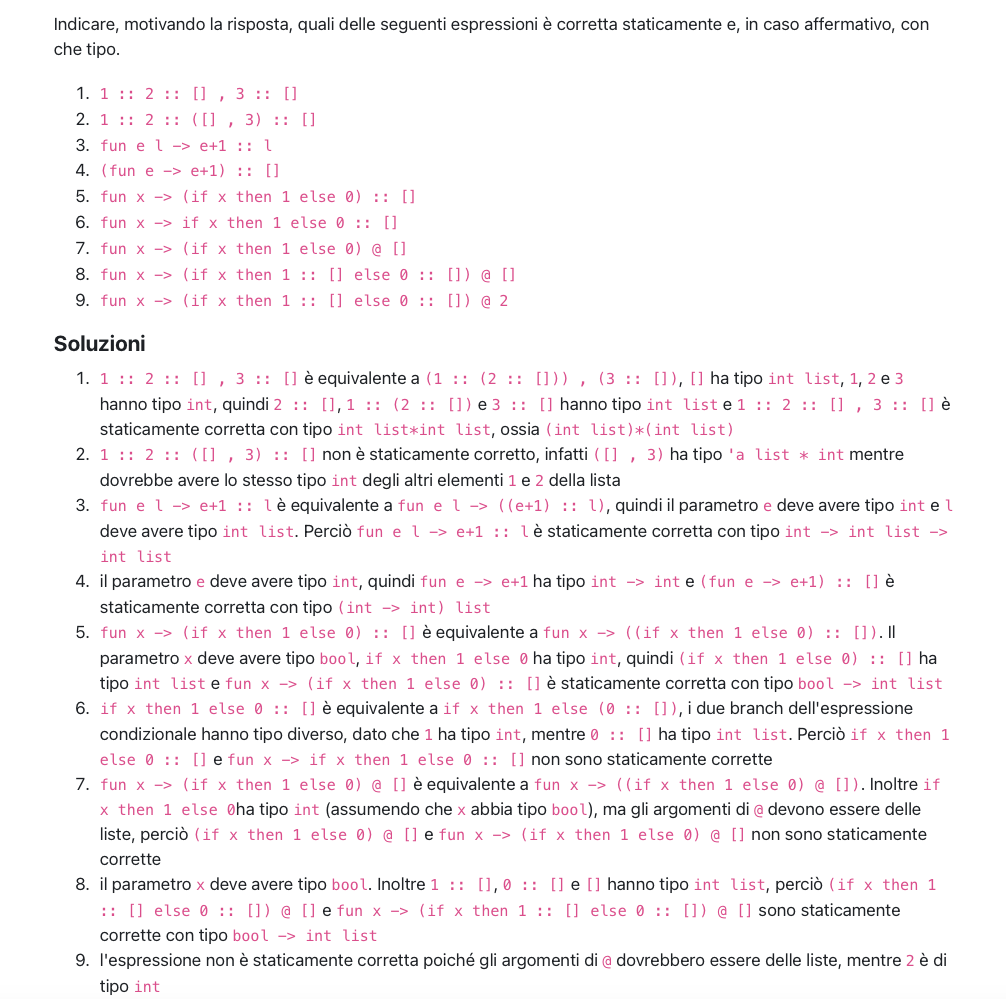 Indicare, motivando la risposta, quali delle seguenti espressioni è corretta staticamente e, in caso affermativo, con
che tipo.
1. 1 :: 2 :: [] , 3 :: []
2. 1 :: 2 :: ([] , 3) :: []
3. fun e l -> e+1 :: l
4. (fun e -> e+1) :: []
5. fun x -> (if x then 1 else 0) :: []
6. fun x -> if x then 1 else 0 :: []
7. fun x -> (if x then 1 else 0) @ []
8. fun x -> (if x then 1 :: [] else 0 :: []) @ []
9. fun x -> (if x then 1 :: [] else 0 :: []) @ 2
Soluzioni
1. 1 :: 2 :: [] , 3 :: [] è equivalente a (1 :: (2 :: [])) , (3 :: []), [] ha tipo int list, 1, 2 e 3
hanno tipo int, quindi 2 :: [], 1 :: (2 :: []) e 3 :: [] hanno tipo int list e 1 :: 2 :: [] , 3 :: [] è
staticamente corretta con tipo int list*int list, ossia (int list)*(int list)
2. 1 :: 2 :: ([] , 3) :: [] non è staticamente corretto, infatti ([] , 3) ha tipo 'a list * int mentre
dovrebbe avere lo stesso tipo int degli altri elementi 1 e 2 della lista
3. fun e l -> e+1 :: l è equivalente a fun e l -> ((e+1) :: l), quindi il parametro e deve avere tipo int e l
deve avere tipo int list. Perciò fun e l -> e+1 :: l è staticamente corretta con tipo int -> int list ->
int list
4. il parametro e deve avere tipo int, quindi fun e -> e+1 ha tipo int -> int e (fun e -> e+1) :: [] è
staticamente corretta con tipo (int -> int) list
5. fun x -> (if x then 1 else 0) :: [] è equivalente a fun x -> ((if x then 1 else 0) :: []). Il
parametro x deve avere tipo bool, if x then 1 else 0 ha tipo int, quindi (if x then 1 else 0) :: [] ha
tipo int list e fun x -> (if x then 1 else 0) :: [] è staticamente corretta con tipo bool -> int list
6. if x then 1 else 0 :: [] è equivalente a if x then 1 else (0 :: []), i due branch dell'espressione
condizionale hanno tipo diverso, dato che 1 ha tipo int, mentre 0 :: [] ha tipo int list. Perciò if x then 1
else 0 :: [] e fun x -> if x then 1 else 0 :: [] non sono staticamente corrette
7. fun x -> (if x then 1 else 0) @ [] è equivalente a fun x -> ((if x then 1 else 0) @ []). Inoltre if
x then 1 else 0ha tipo int (assumendo che x abbia tipo bool), ma gli argomenti di @ devono essere delle
liste, perciò (if x then 1 else 0) @ [] e fun x -> (if x then 1 else 0) @ [] non sono staticamente
corrette
8. il parametro x deve avere tipo bool. Inoltre 1 :: [], 0 :: [] e [] hanno tipo int list, perciò (if x then 1
:: [] else 0 :: []) @ [] e fun x -> (if x then 1 :: [] else 0 :: []) @ [] sono staticamente
corrette con tipo bool -> int list
9. l'espressione non è staticamente corretta poiché gli argomenti di @ dovrebbero essere delle liste, mentre 2 è di
tipo int